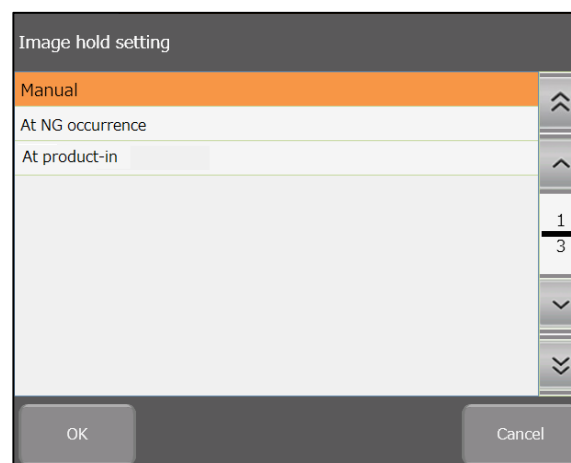 Image hold setting
Manual
At NG occurrence
At product-in
1
3
OK
Cancel